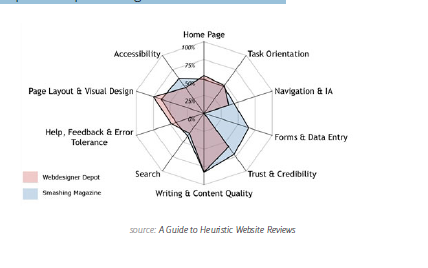 Home Page
100%
Accessibility
Task Orientation
75%
Page Layout & Visual Design
50%
Navigation & IA
25%
0%
Help, Feedback & Error
Tolerance
Forms & Data Entry
Search
Trust & Credibility
Writing & Content Quality
Webdesigner Depot
Smashing Magazine
source: A Guide to Heuristic Website Reviews